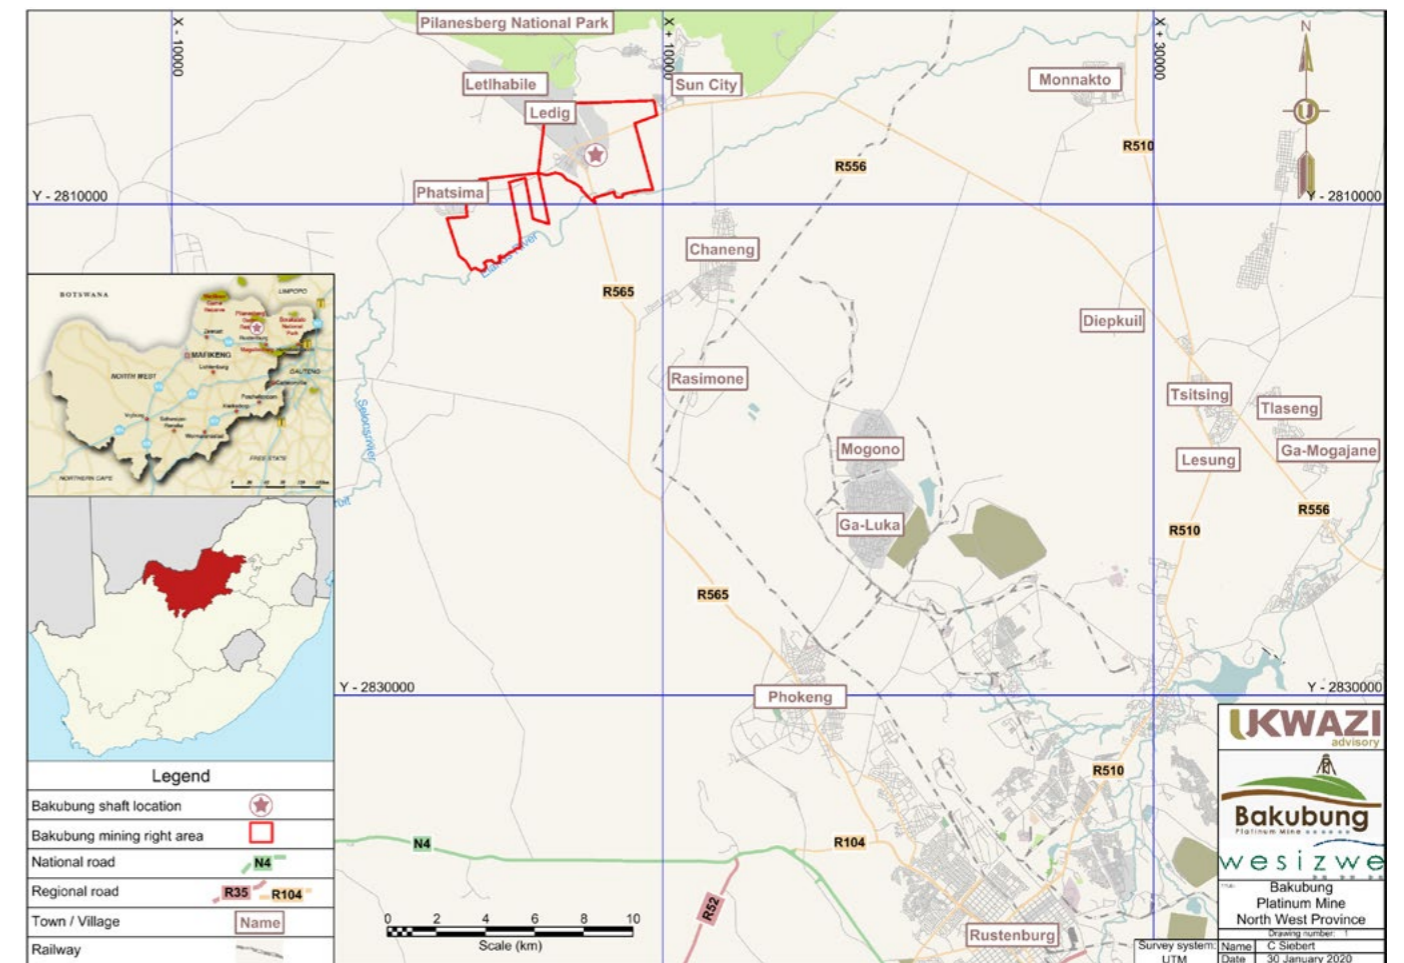 Pilanesberg National Park
X - 10000
X + 10000
X + 30000
N
Letlhabile
Sun City
Monnakto
Ledig
R510
R556
Phatsima
Y - 2810000
Y - 2810000
Chaneng
R565
Diepkuil
Rasimone
Selonsrivier
Tsitsing
Tlaseng
Mogono
Lesung
Ga-Mogajane
Ga-Luka
R556
R510
R565
Y - 2830000
Y - 2830000
Phokeng
R510
N4
R104
R52
Rustenburg
BOTSWANA
LIMPOPO
MAFIKENG
NORTH WEST
GAUTENG
FREE STATE
NORTHERN CAPE
Legend
Bakubung shaft location
Bakubung mining right area
National road N4
Regional road R35 R104
Town / Village Name
Railway
0 2 4 6 8 10
Scale (km)
UKWAZI
advisory
Bakubung
Platinum Mine
wesizwe
Bakubung
Platinum Mine
North West Province
Drawing number: 1
Survey system: Name C Siebert
UTM Date 30 January 2020